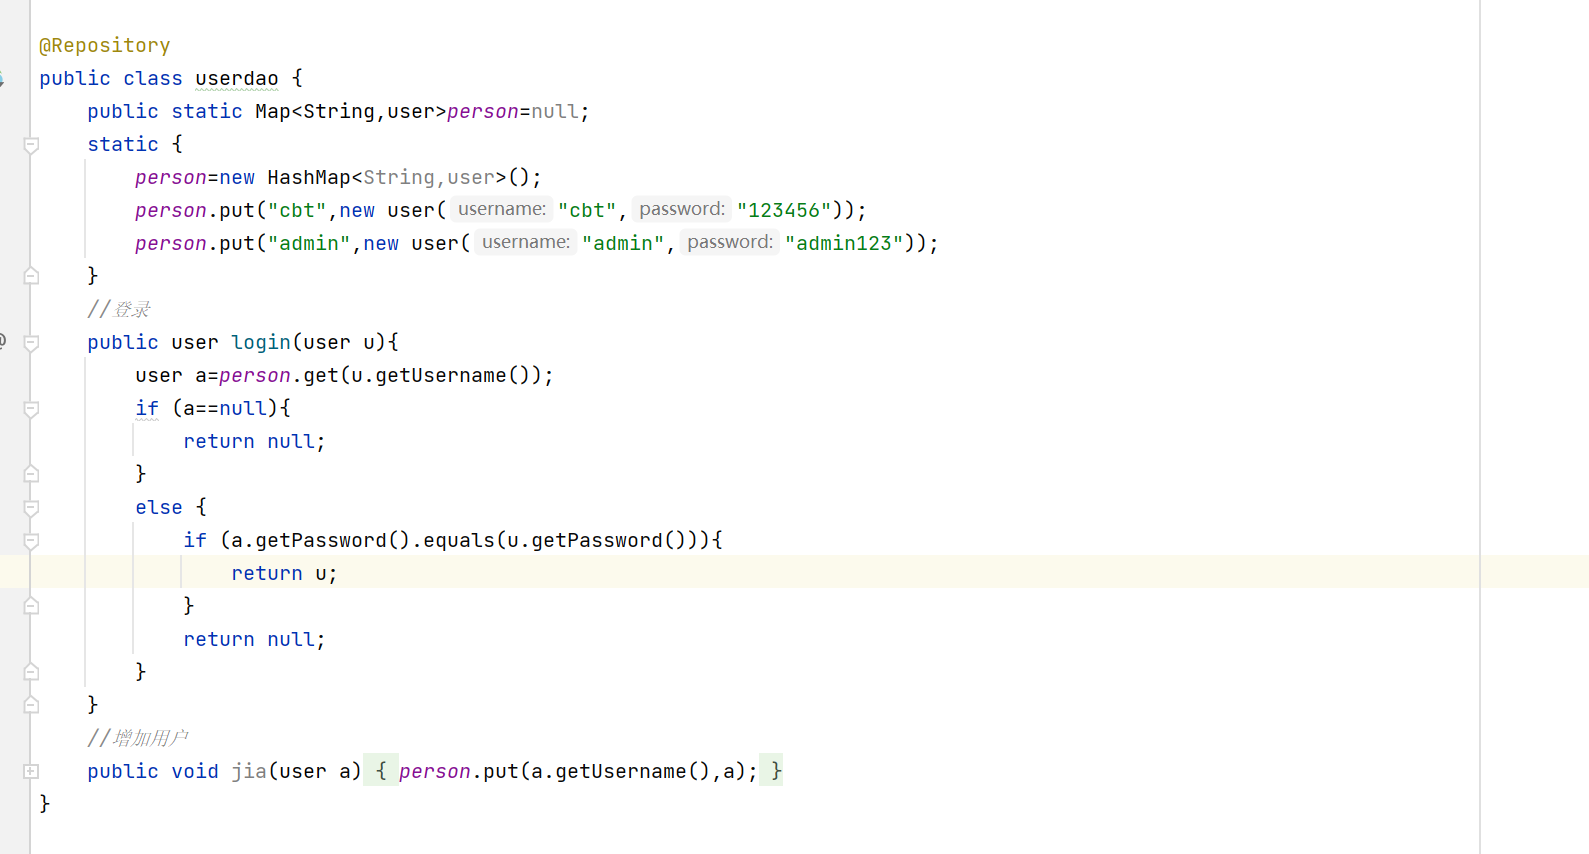 @Repository
public class userdao {
    public static Map<String,user>person=null;
    static {
        person=new HashMap<String,user>();
        person.put("cbt",new user( username: "cbt", password: "123456"));
        person.put("admin",new user( username: "admin", password: "admin123"));
    }
    //登录
    public user login(user u){
        user a=person.get(u.getUsername());
        if (a==null){
            return null;
        }
        else {
            if (a.getPassword().equals(u.getPassword())){
                return u;
            }
            return null;
        }
    }
    //增加用户
    public void jia(user a) { person.put(a.getUsername(),a); }
}